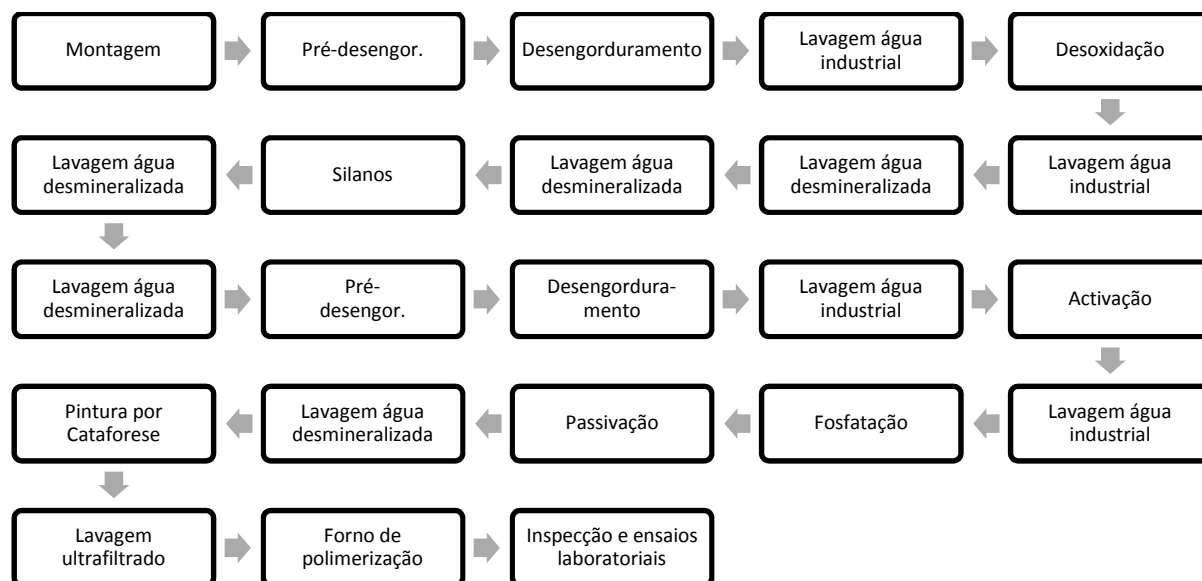 Montagem
Pré-desengor.
Desengorduramento
Lavagem água
industrial
Desoxidação
Lavagem água
desmineralizada
Silanos
Lavagem água
desmineralizada
Lavagem água
desmineralizada
Lavagem água
industrial
Lavagem água
desmineralizada
Pré-
desengor.
Desengordura-
mento
Lavagem água
industrial
Activação
Pintura por
Cataforese
Lavagem água
desmineralizada
Passivação
Fosfatação
Lavagem água
industrial
Lavagem
ultrafiltrado
Forno de
polimerização
Inspecção e ensaios
laboratoriais